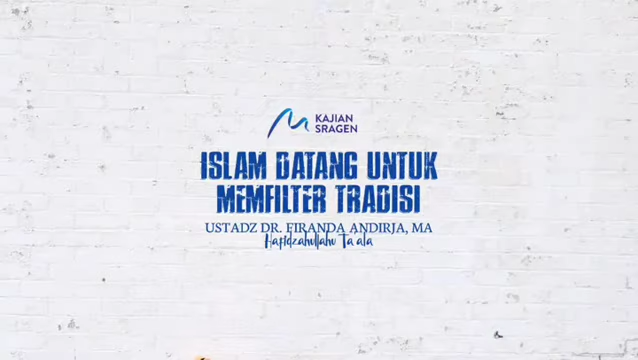 KAJIAN
SRAGEN
ISLAM DATANG UNTUK
MEMFILTER TRADISI
USTADZ DR. FIRANDA ANDIRJA, MA
Hafidzahullahu Ta'ala